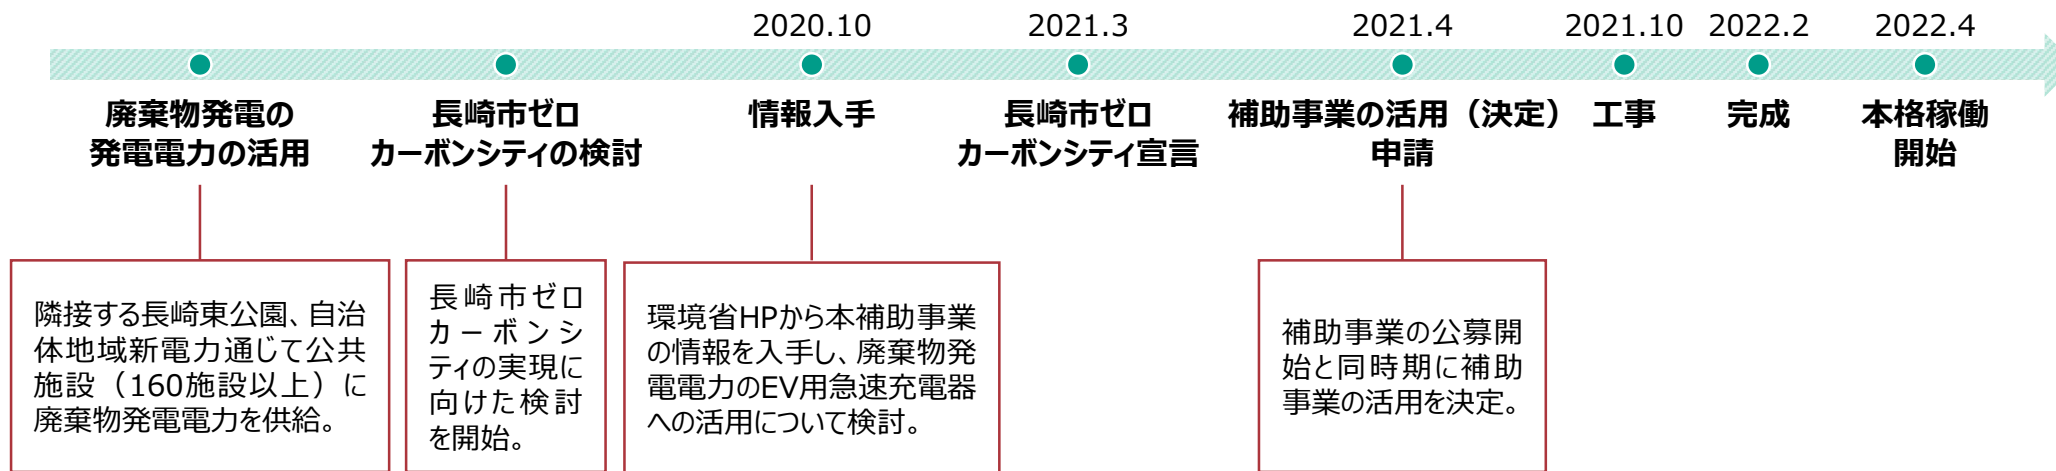 2020.10
2021.3
2021.4
2021.10
2022.2
2022.4
廃棄物発電の
発電電力の活用
長崎市ゼロ
カーボンシティの検討
情報入手
長崎市ゼロ
カーボンシティ宣言
補助事業の活用（決定）
申請
工事
完成
本格稼働
開始
隣接する長崎東公園、自治
体地域新電力通じて公共
施設（160施設以上）に
廃棄物発電電力を供給。
長崎市ゼロ
カーボンシ
ティの実現に
向けた検討
を開始。
環境省HPから本補助事業
の情報を入手し、廃棄物発
電電力のEV用急速充電器
への活用について検討。
補助事業の公募開
始と同時期に補助
事業の活用を決定。